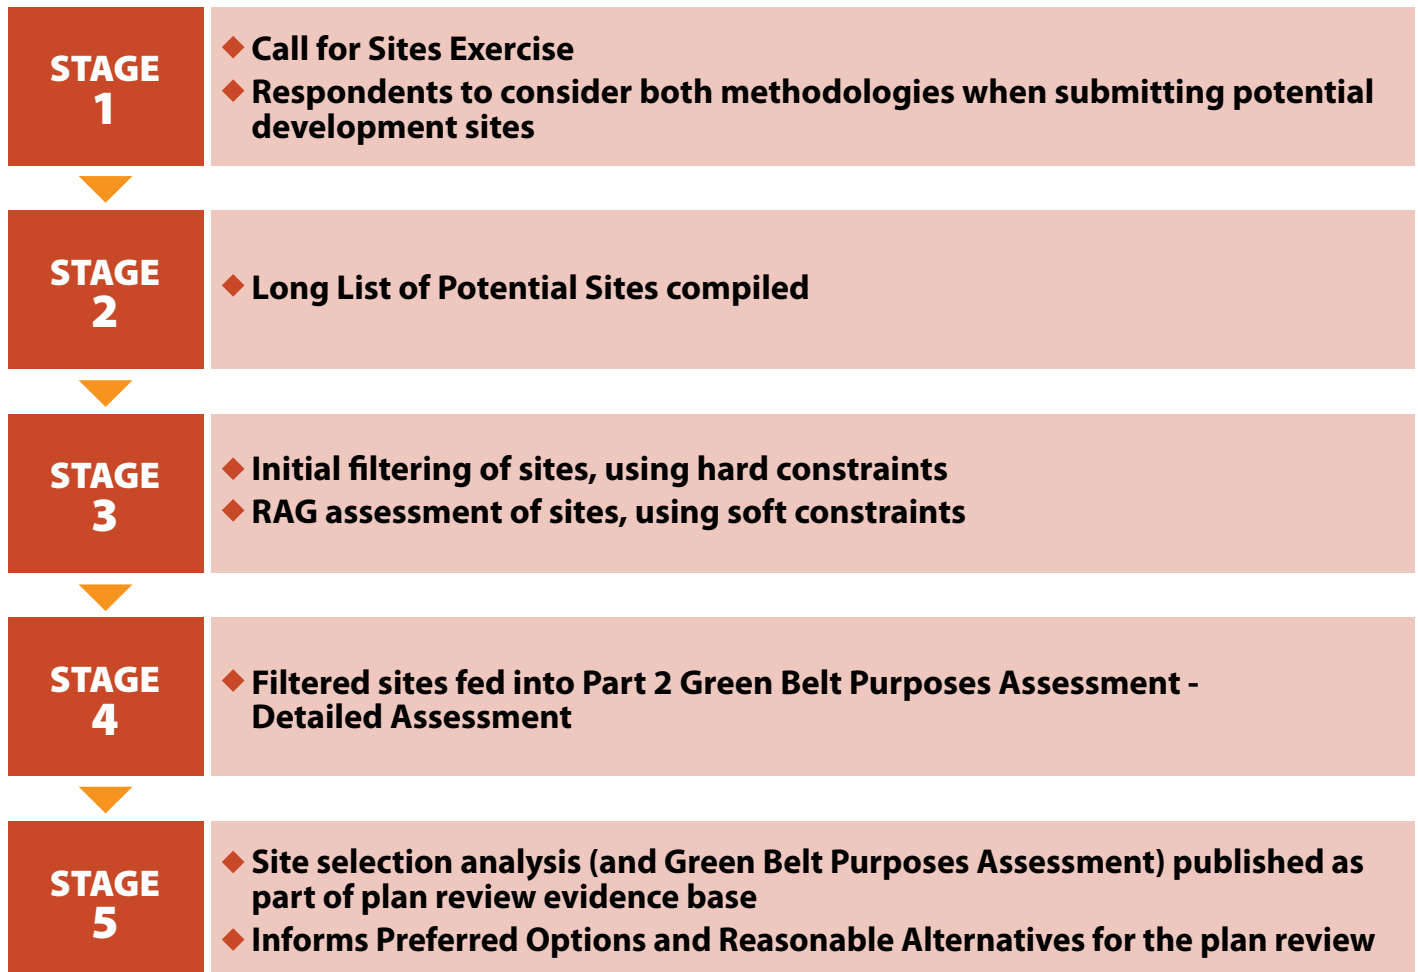 STAGE
1
◆ Call for Sites Exercise
◆ Respondents to consider both methodologies when submitting potential
development sites
STAGE
2
◆ Long List of Potential Sites compiled
STAGE
3
◆ Initial filtering of sites, using hard constraints
◆ RAG assessment of sites, using soft constraints
STAGE
4
◆ Filtered sites fed into Part 2 Green Belt Purposes Assessment -
Detailed Assessment
STAGE
5
◆ Site selection analysis (and Green Belt Purposes Assessment) published as
part of plan review evidence base
◆ Informs Preferred Options and Reasonable Alternatives for the plan review